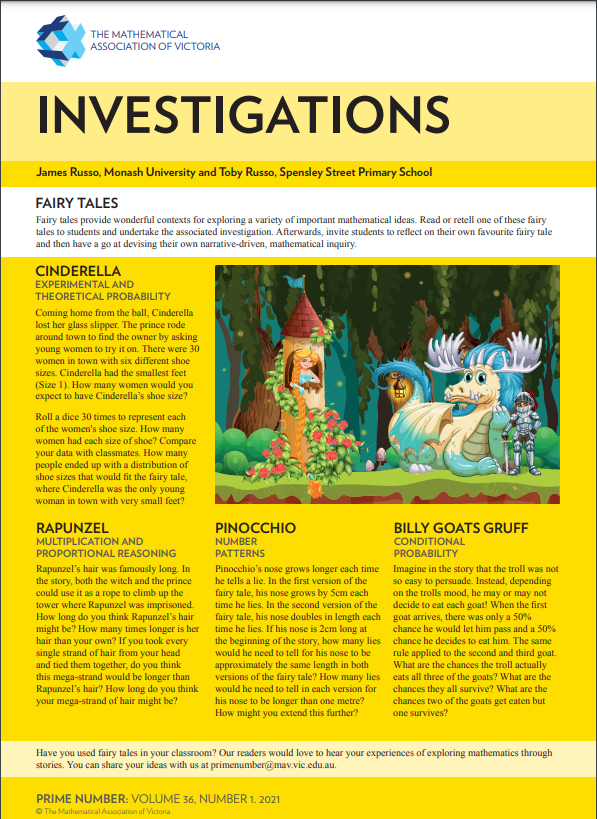 THE MATHEMATICAL
ASSOCIATION OF VICTORIA
INVESTIGATIONS
James Russo, Monash University and Toby Russo, Spensley Street Primary School
FAIRY TALES
Fairy tales provide wonderful contexts for exploring a variety of important mathematical ideas. Read or retell one of these fairy
tales to students and undertake the associated investigation. Afterwards, invite students to reflect on their own favourite fairy tale
and then have a go at devising their own narrative-driven, mathematical inquiry.
CINDERELLA
EXPERIMENTAL AND
THEORETICAL PROBABILITY
Coming home from the ball, Cinderella
lost her glass slipper. The prince rode
around town to find the owner by asking
young women to try it on. There were 30
women in town with six different shoe
sizes. Cinderella had the smallest feet
(Size 1). How many women would you
expect to have Cinderella's shoe size?
Roll a dice 30 times to represent each
of the women's shoe size. How many
women had each size of shoe? Compare
your data with classmates. How many
people ended up with a distribution of
shoe sizes that would fit the fairy tale,
where Cinderella was the only young
woman in town with very small feet?
RAPUNZEL
MULTIPLICATION AND
PROPORTIONAL REASONING
Rapunzel's hair was famously long. In
the story, both the witch and the prince
could use it as a rope to climb up the
tower where Rapunzel was imprisoned.
How long do you think Rapunzel's hair
might be? How many times longer is her
hair than your own? If you took every
single strand of hair from your head
and tied them together, do you think
this mega-strand would be longer than
Rapunzel's hair? How long do you think
your mega-strand of hair might be?
PINOCCHIO
NUMBER
PATTERNS
Pinocchio's nose grows longer each time
he tells a lie. In the first version of the
fairy tale, his nose grows by 5cm each
time he lies. In the second version of the
fairy tale, his nose doubles in length each
time he lies. If his nose is 2cm long at
the beginning of the story, how many lies
would he need to tell for his nose to be
approximately the same length in both
versions of the fairy tale? How many lies
would he need to tell in each version for
his nose to be longer than one metre?
How might you extend this further?
BILLY GOATS GRUFF
CONDITIONAL
PROBABILITY
Imagine in the story that the troll was not
so easy to persuade. Instead, depending
on the trolls mood, he may or may not
decide to eat each goat! When the first
goat arrives, there was only a 50%
chance he would let him pass and a 50%
chance he decides to eat him. The same
rule applied to the second and third goat.
What are the chances the troll actually
eats all three of the goats? What are the
chances they all survive? What are the
chances two of the goats get eaten but
one survives?
Have you used fairy tales in your classroom? Our readers would love to hear your experiences of exploring mathematics through
stories. You can share your ideas with us at primenumber@mav.vic.edu.au.
PRIME NUMBER: VOLUME 36, NUMBER 1. 2021
© The Mathematical Association of Victoria